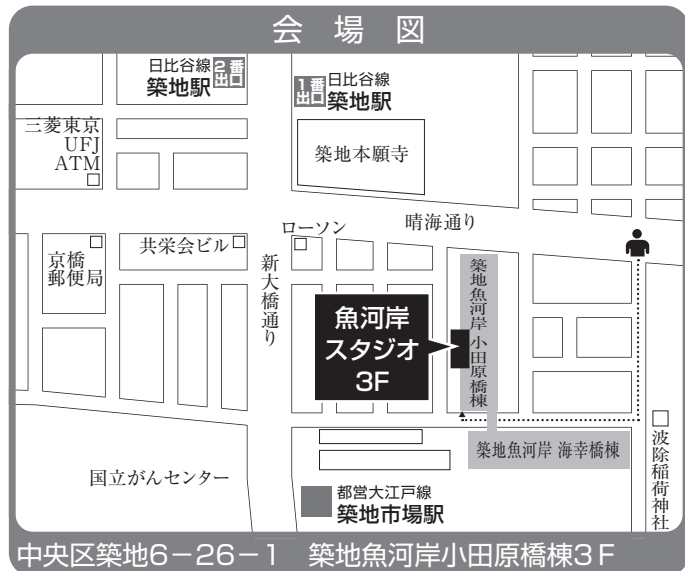 会場図
日比谷線
築地駅
2番
出口
1番
出口
日比谷線
築地駅
三菱東京
UFJ
ATM
築地本願寺
晴海通り
ローソン
共栄会ビル
京橋
郵便局
新大橋通り
築地魚河岸 小田原橋棟
魚河岸
スタジオ
3F
築地魚河岸 海幸橋棟
波除稲荷神社
国立がんセンター
都営大江戸線
築地市場駅
中央区築地6−26−1　築地魚河岸小田原橋棟3F